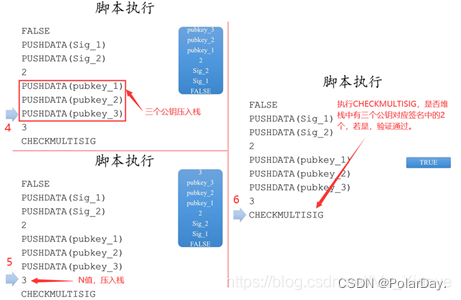 脚本执行
FALSE
PUSHDATA(Sig_1)
PUSHDATA(Sig_2)
2
PUSHDATA(pubkey_1)
PUSHDATA(pubkey_2)
PUSHDATA(pubkey_3)
3
CHECKMULTISIG
4
三个公钥压入栈
pubkey_3
pubkey_2
pubkey_1
2
Sig_2
Sig_1
FALSE
脚本执行
FALSE
PUSHDATA(Sig_1)
PUSHDATA(Sig_2)
2
PUSHDATA(pubkey_1)
PUSHDATA(pubkey_2)
PUSHDATA(pubkey_3)
3
CHECKMULTISIG
5
N值，压入栈
3
pubkey_3
pubkey_2
pubkey_1
2
Sig_2
Sig_1
FALSE
脚本执行
FALSE
PUSHDATA(Sig_1)
PUSHDATA(Sig_2)
2
PUSHDATA(pubkey_1)
PUSHDATA(pubkey_2)
PUSHDATA(pubkey_3)
3
CHECKMULTISIG
6
执行CHECKMULTISIG，是否堆
栈中有三个公钥对应签名中的2
个，若是，验证通过。
TRUE
CSDN @PolarDay.